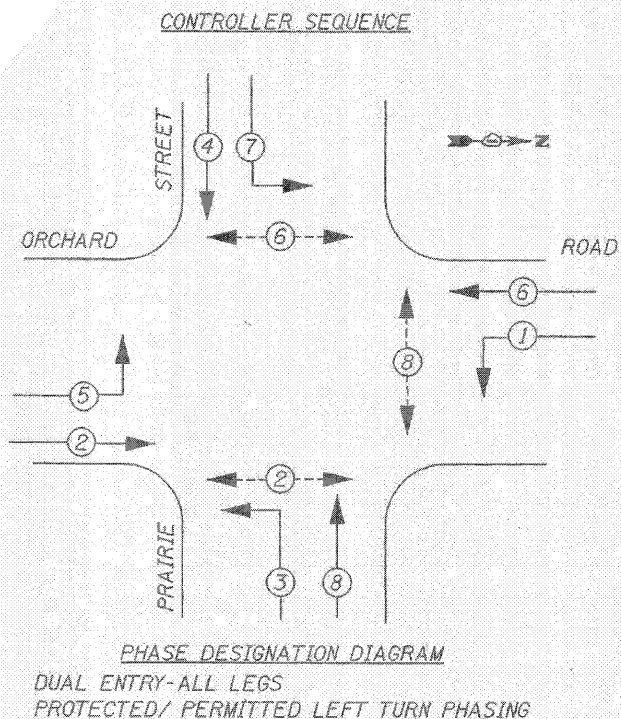 CONTROLLER SEQUENCE
STREET
4
7
N
ORCHARD
6
ROAD
6
1
8
5
2
2
PRAIRIE
3
8
PHASE DESIGNATION DIAGRAM
DUAL ENTRY-ALL LEGS
PROTECTED/ PERMITTED LEFT TURN PHASING